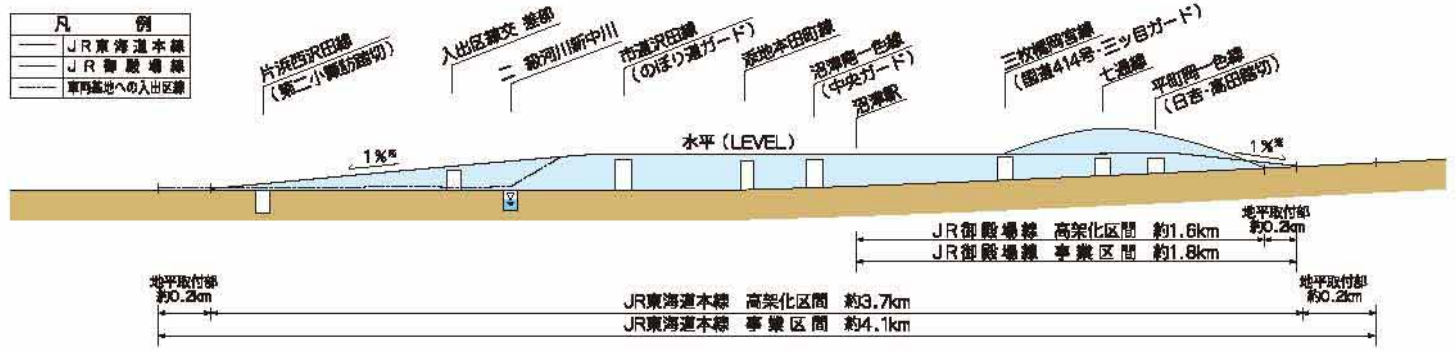 凡 例
JR東海道本線
JR御殿場線
車両基地への入出区線
片浜西沢田線
(第二小諏訪踏切)
入出区線交差部
二級河川新中川
市道沢田線
(のぼり道ガード)
添地本田町線
沼津南一色線
(中央ガード)
沼津駅
三枚橋岡宮線
(国道414号・三ッ目ガード)
七通線
平町岡一色線
(日吉・高田踏切)
1%※
水平(LEVEL)
1%※
地平取付部
約0.2km
JR御殿場線 高架化区間 約1.6km
JR御殿場線 事業区間 約1.8km
地平取付部
約0.2km
地平取付部
約0.2km
JR東海道本線 高架化区間 約3.7km
JR東海道本線 事業区間 約4.1km